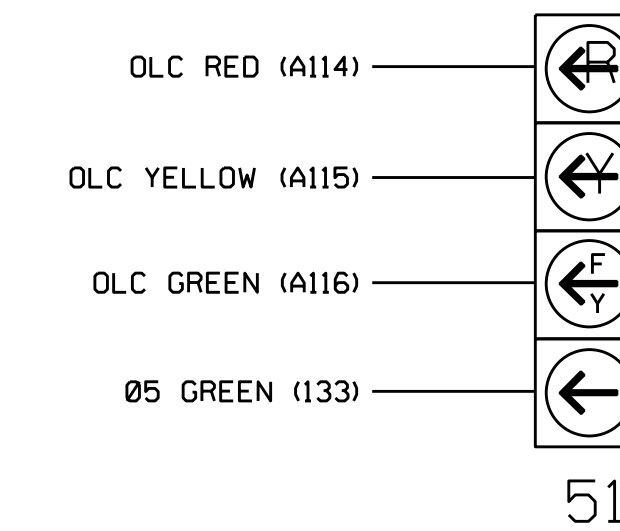 OLC RED (A114)
R
OLC YELLOW (A115)
Y
OLC GREEN (A116)
F
Y
Ø5 GREEN (133)
51